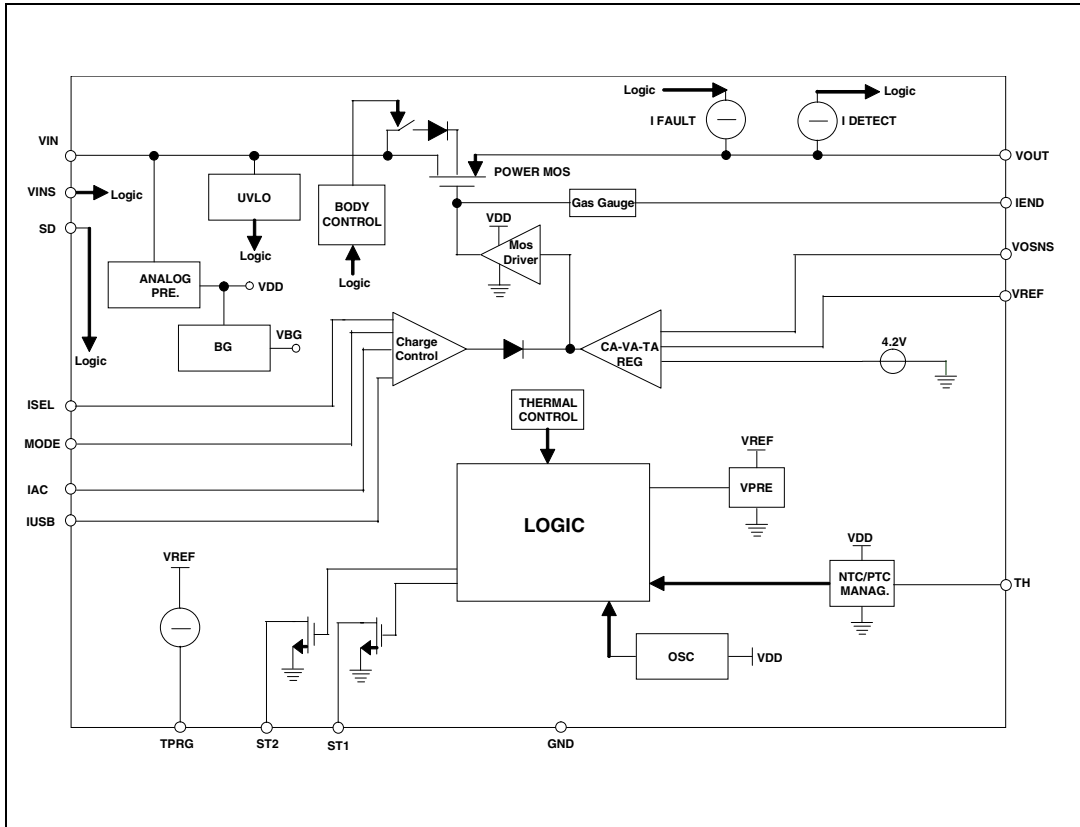 Logic
Logic
I FAULT
I DETECT
VIN
VOUT
POWER MOS
VINS
Logic
UVLO
BODY
CONTROL
Gas Gauge
IEND
SD
VDD
Mos
Driver
VOSNS
Logic
Logic
ANALOG
PRE.
VDD
VREF
VBG
BG
Charge
Control
CA-VA-TA
REG
4.2V
Logic
ISEL
THERMAL
CONTROL
MODE
VREF
IAC
VPRE
IUSB
LOGIC
VDD
VREF
NTC/PTC
MANAG.
TH
OSC
VDD
TPRG
ST2
ST1
GND